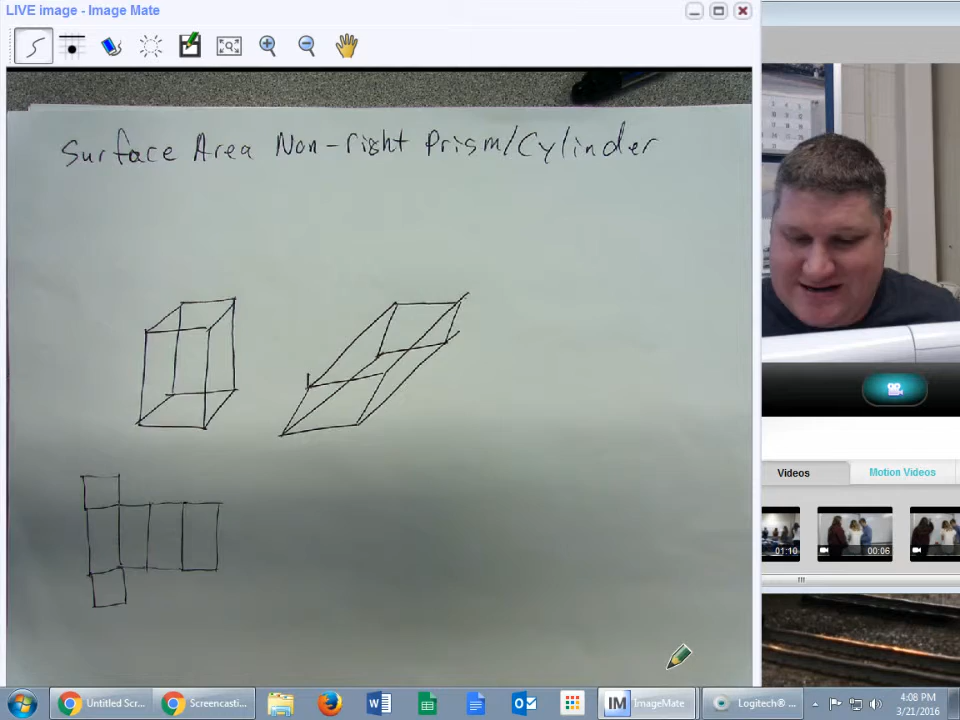 LIVE image - Image Mate
Surface Area Non-right Prism/Cylinder
Videos
Motion Videos
01:10
00:06
Untitled Scr...
Screencasti...
ImageMate
Logitech® ...
4:08 PM
3/21/2016